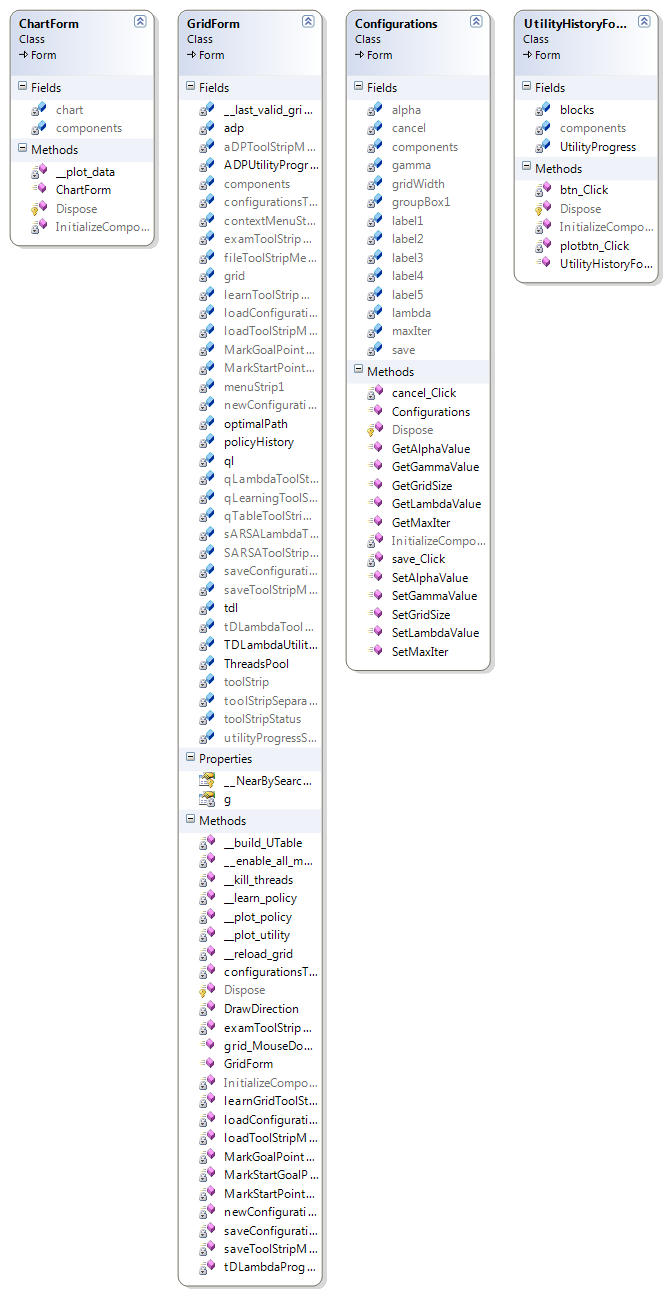 ChartForm
Class
Form
Fields
chart
components
Methods
__plot_data
ChartForm
Dispose
InitializeCompo...
GridForm
Class
Form
Fields
__last_valid_gri...
adp
aDPToolStripM...
ADPUtilityProgr...
components
configurationsT...
contextMenuSt...
examToolStrip...
fileToolStripMe...
grid
learnToolStrip...
loadConfigurati...
loadToolStripM...
MarkGoalPoint...
MarkStartPoint...
menuStrip1
newConfigurati...
optimalPath
policyHistory
ql
qLambdaToolSt...
qLearningToolS...
qTableToolStri...
sARSALambdaT...
SARSAToolStrip...
saveConfigurati...
saveToolStripM...
tdl
tDLambdaTool...
TDLambdaUtilit...
ThreadsPool
toolStrip
toolStripSepara...
toolStripStatus
utilityProgressS...
Properties
__NearBySearc...
g
Methods
__build_UTable
__enable_all_m...
__kill_threads
__learn_policy
__plot_policy
__plot_utility
__reload_grid
configurationsT...
Dispose
DrawDirection
examToolStrip...
grid_MouseDo...
GridForm
InitializeCompo...
learnGridToolSt...
loadConfigurati...
loadToolStripM...
MarkGoalPoint...
MarkStartGoalP...
MarkStartPoint...
newConfigurati...
saveConfigurati...
saveToolStripM...
tDLambdaProg...
Configurations
Class
Form
Fields
alpha
cancel
components
gamma
gridWidth
groupBox1
label1
label2
label3
label4
label5
lambda
maxIter
save
Methods
cancel_Click
Configurations
Dispose
GetAlphaValue
GetGammaValue
GetGridSize
GetLambdaValue
GetMaxIter
InitializeCompo...
save_Click
SetAlphaValue
SetGammaValue
SetGridSize
SetLambdaValue
SetMaxIter
UtilityHistoryFo...
Class
Form
Fields
blocks
components
UtilityProgress
Methods
btn_Click
Dispose
InitializeCompo...
plotbtn_Click
UtilityHistoryFo...